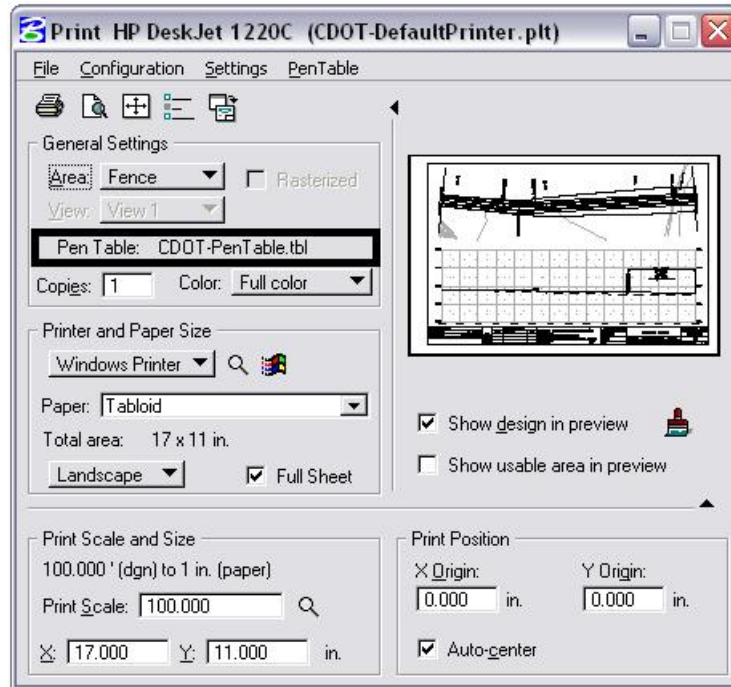 Print HP DeskJet 1220C (CDOT-DefaultPrinter.plt)
File Configuration Settings PenTable
General Settings
Area: Fence Rasterized
View: View 1
Pen Table: CDOT-PenTable.tbl
Copies: 1 Color: Full color
Printer and Paper Size
Windows Printer
Paper: Tabloid
Total area: 17 x 11 in.
Landscape Full Sheet
Show design in preview
Show usable area in preview
Print Scale and Size
100.000 ' (dgn) to 1 in. (paper)
Print Scale: 100.000
X: 17.000 Y: 11.000 in.
Print Position
X Origin: Y Origin:
0.000 in. 0.000 in.
Auto-center